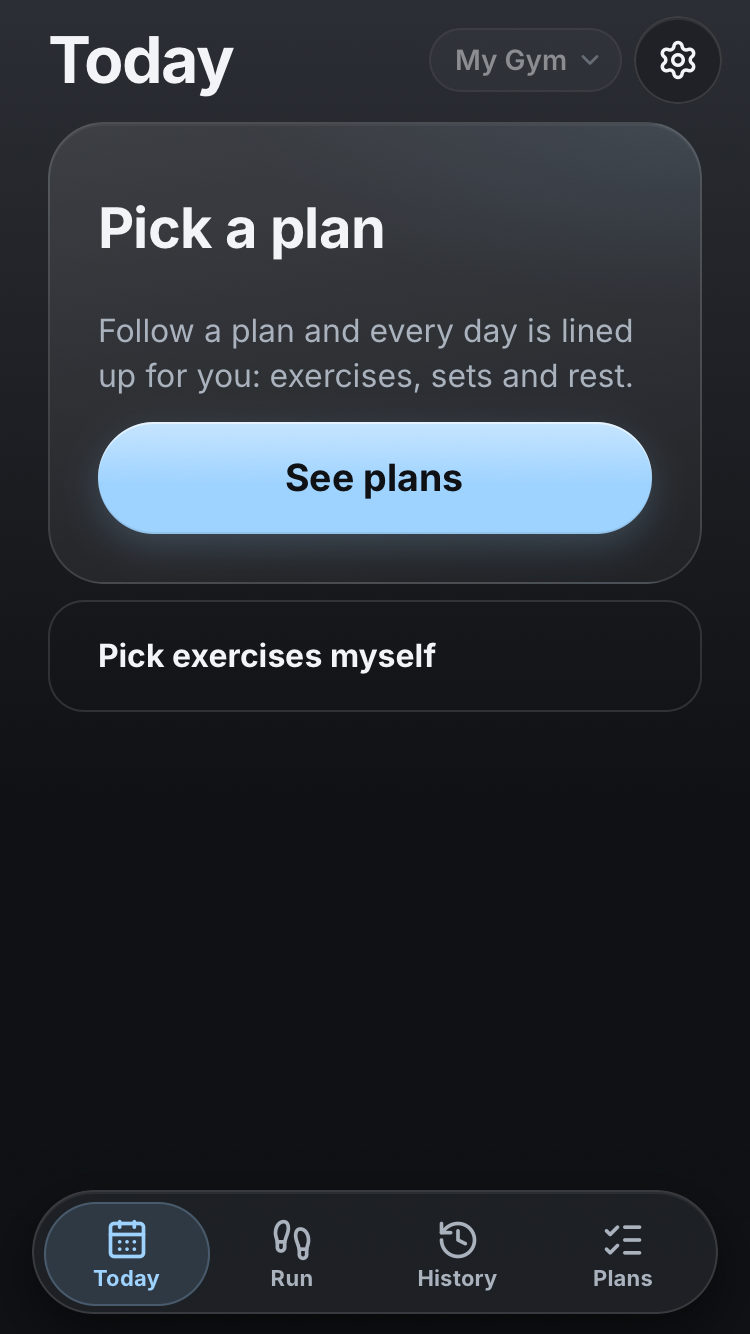 Today
My Gym
Pick a plan
Follow a plan and every day is lined
up for you: exercises, sets and rest.
See plans
Pick exercises myself
Today
Run
History
Plans